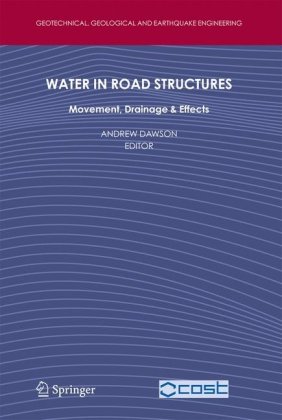 GEOTECHNICAL, GEOLOGICAL AND EARTHQUAKE ENGINEERING
WATER IN ROAD STRUCTURES
Movement, Drainage & Effects
ANDREW DAWSON
EDITOR
Springer
cost